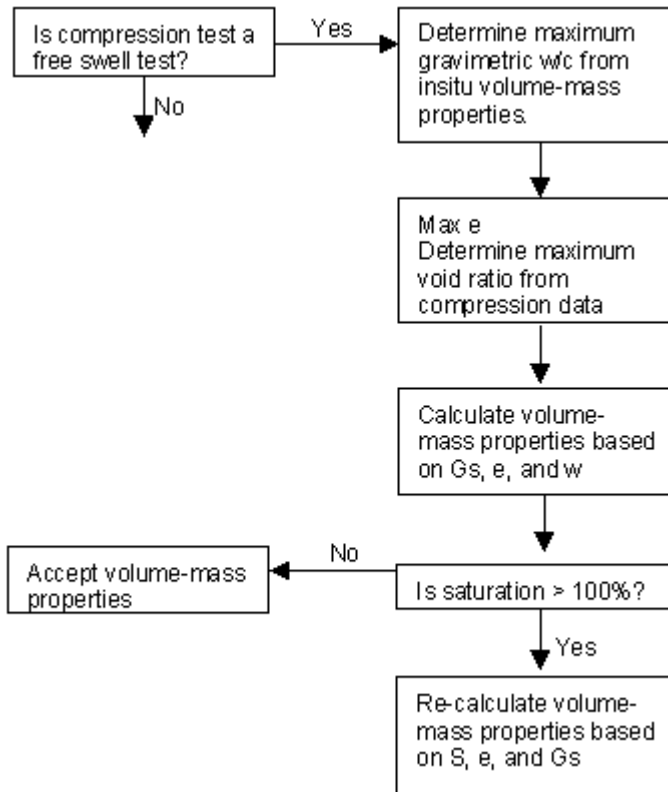 Is compression test a
free swell test?
Yes
No
Determine maximum
gravimetric w/c from
insitu volume-mass
properties.
Max e
Determine maximum
void ratio from
compression data
Calculate volume-
mass properties based
on Gs, e, and w
Is saturation > 100%?
No
Accept volume-mass
properties
Yes
Re-calculate volume-
mass properties based
on S, e, and Gs